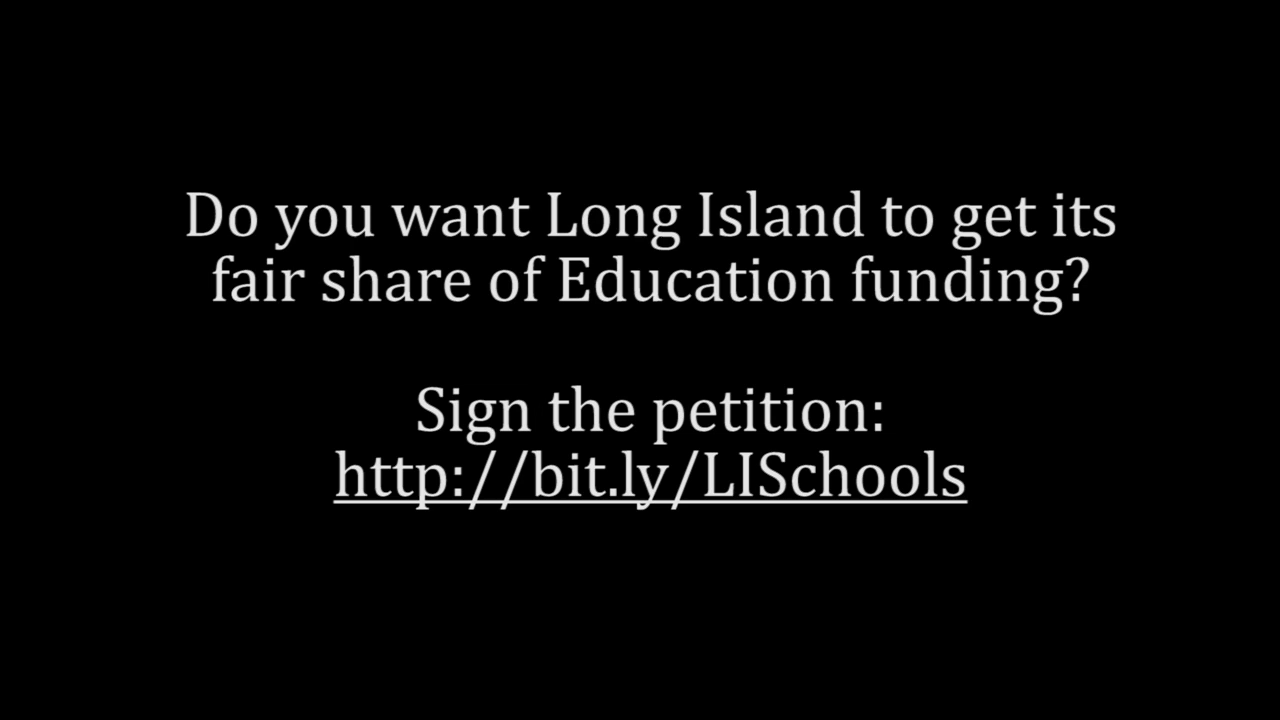 Do you want Long Island to get its
fair share of Education funding?
Sign the petition:
http://bit.ly/LISchools